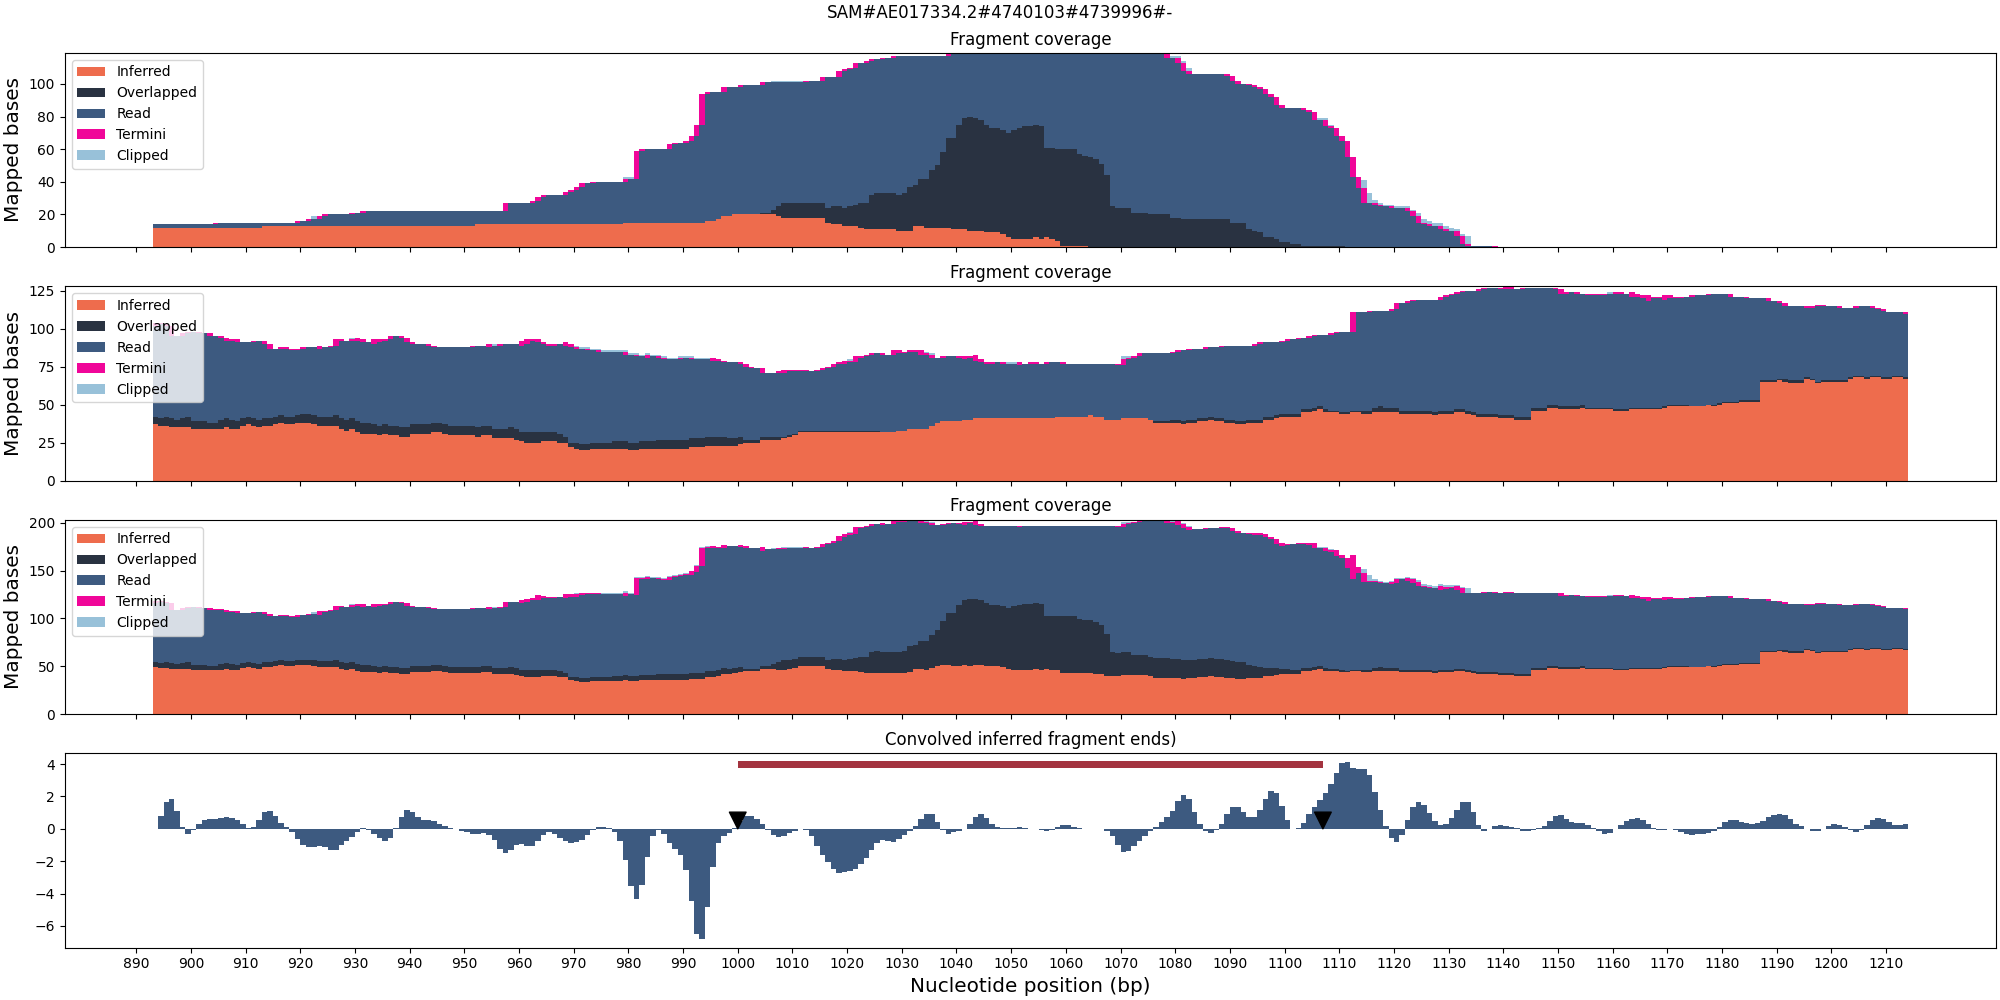 SAM#AE017334.2#4740103#4739996#-
Fragment coverage
Mapped bases
100
80
60
40
20
0
Inferred
Overlapped
Read
Termini
Clipped
Fragment coverage
Mapped bases
125
100
75
50
25
0
Inferred
Overlapped
Read
Termini
Clipped
Fragment coverage
Mapped bases
200
150
100
50
0
Inferred
Overlapped
Read
Termini
Clipped
Convolved inferred fragment ends)
4
2
0
−2
−4
−6
890 900 910 920 930 940 950 960 970 980 990 1000 1010 1020 1030 1040 1050 1060 1070 1080 1090 1100 1110 1120 1130 1140 1150 1160 1170 1180 1190 1200 1210
Nucleotide position (bp)